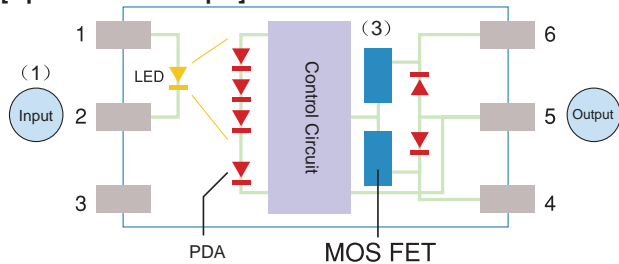 1
(1)
Input
2
3
LED
PDA
Control Circuit
(3)
MOS FET
6
5
Output
4